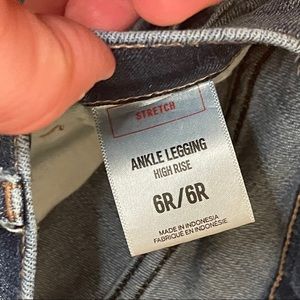 STRETCH
ANKLE LEGGING
HIGH RISE
6R/6R
MADE IN INDONESIA
FABRIQUÉ EN INDONÉSIE